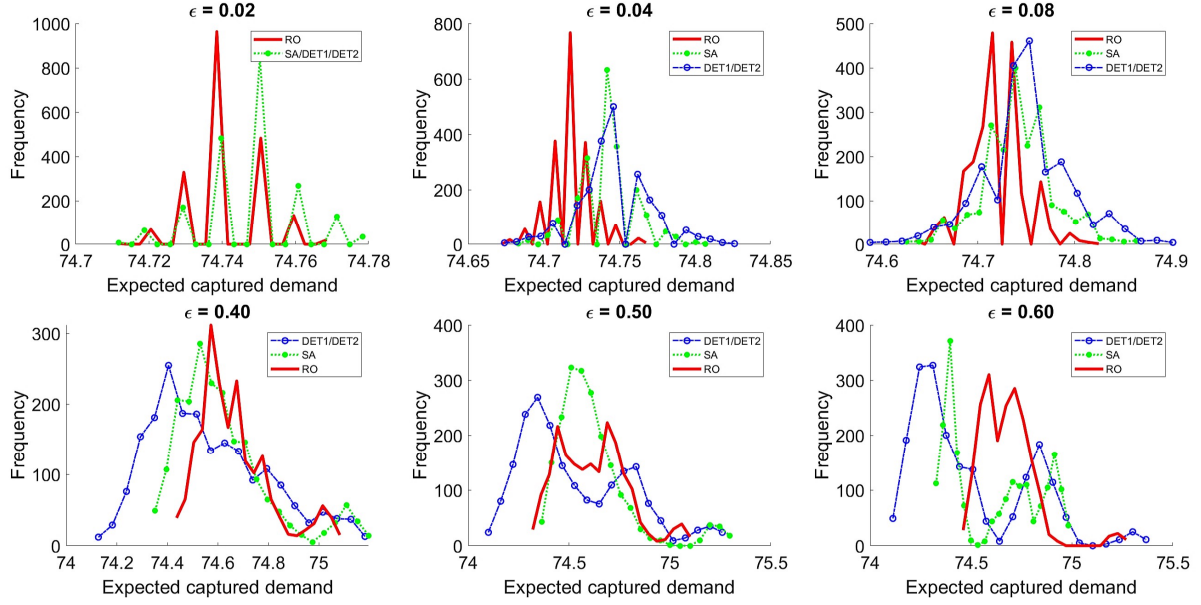 ϵ = 0.02
1000
800
600
400
200
0
74.7
74.72
74.74
74.76
74.78
Frequency
Expected captured demand
RO
SA/DET1/DET2
ϵ = 0.04
800
600
400
200
0
74.65
74.7
74.75
74.8
74.85
Frequency
Expected captured demand
RO
SA
DET1/DET2
ϵ = 0.08
500
400
300
200
100
0
74.6
74.7
74.8
74.9
Frequency
Expected captured demand
RO
SA
DET1/DET2
ϵ = 0.40
300
200
100
0
74
74.2
74.4
74.6
74.8
75
Frequency
Expected captured demand
DET1/DET2
SA
RO
ϵ = 0.50
400
300
200
100
0
74
74.5
75
75.5
Frequency
Expected captured demand
DET1/DET2
SA
RO
ϵ = 0.60
400
300
200
100
0
74
74.5
75
75.5
Frequency
Expected captured demand
DET1/DET2
SA
RO